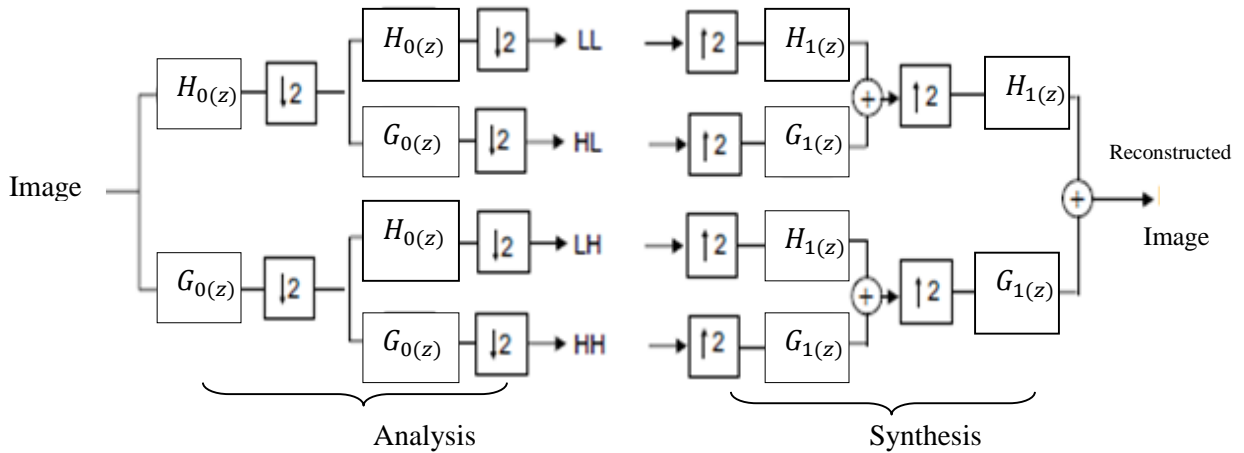 Image
H0(z)
↓2
H0(z)
↓2
LL
G0(z)
↓2
HL
G0(z)
↓2
H0(z)
↓2
LH
G0(z)
↓2
HH
Analysis
↑2
H1(z)
+
↑2
H1(z)
↑2
G1(z)
↑2
H1(z)
+
↑2
G1(z)
↑2
G1(z)
+
Reconstructed
Image
Synthesis